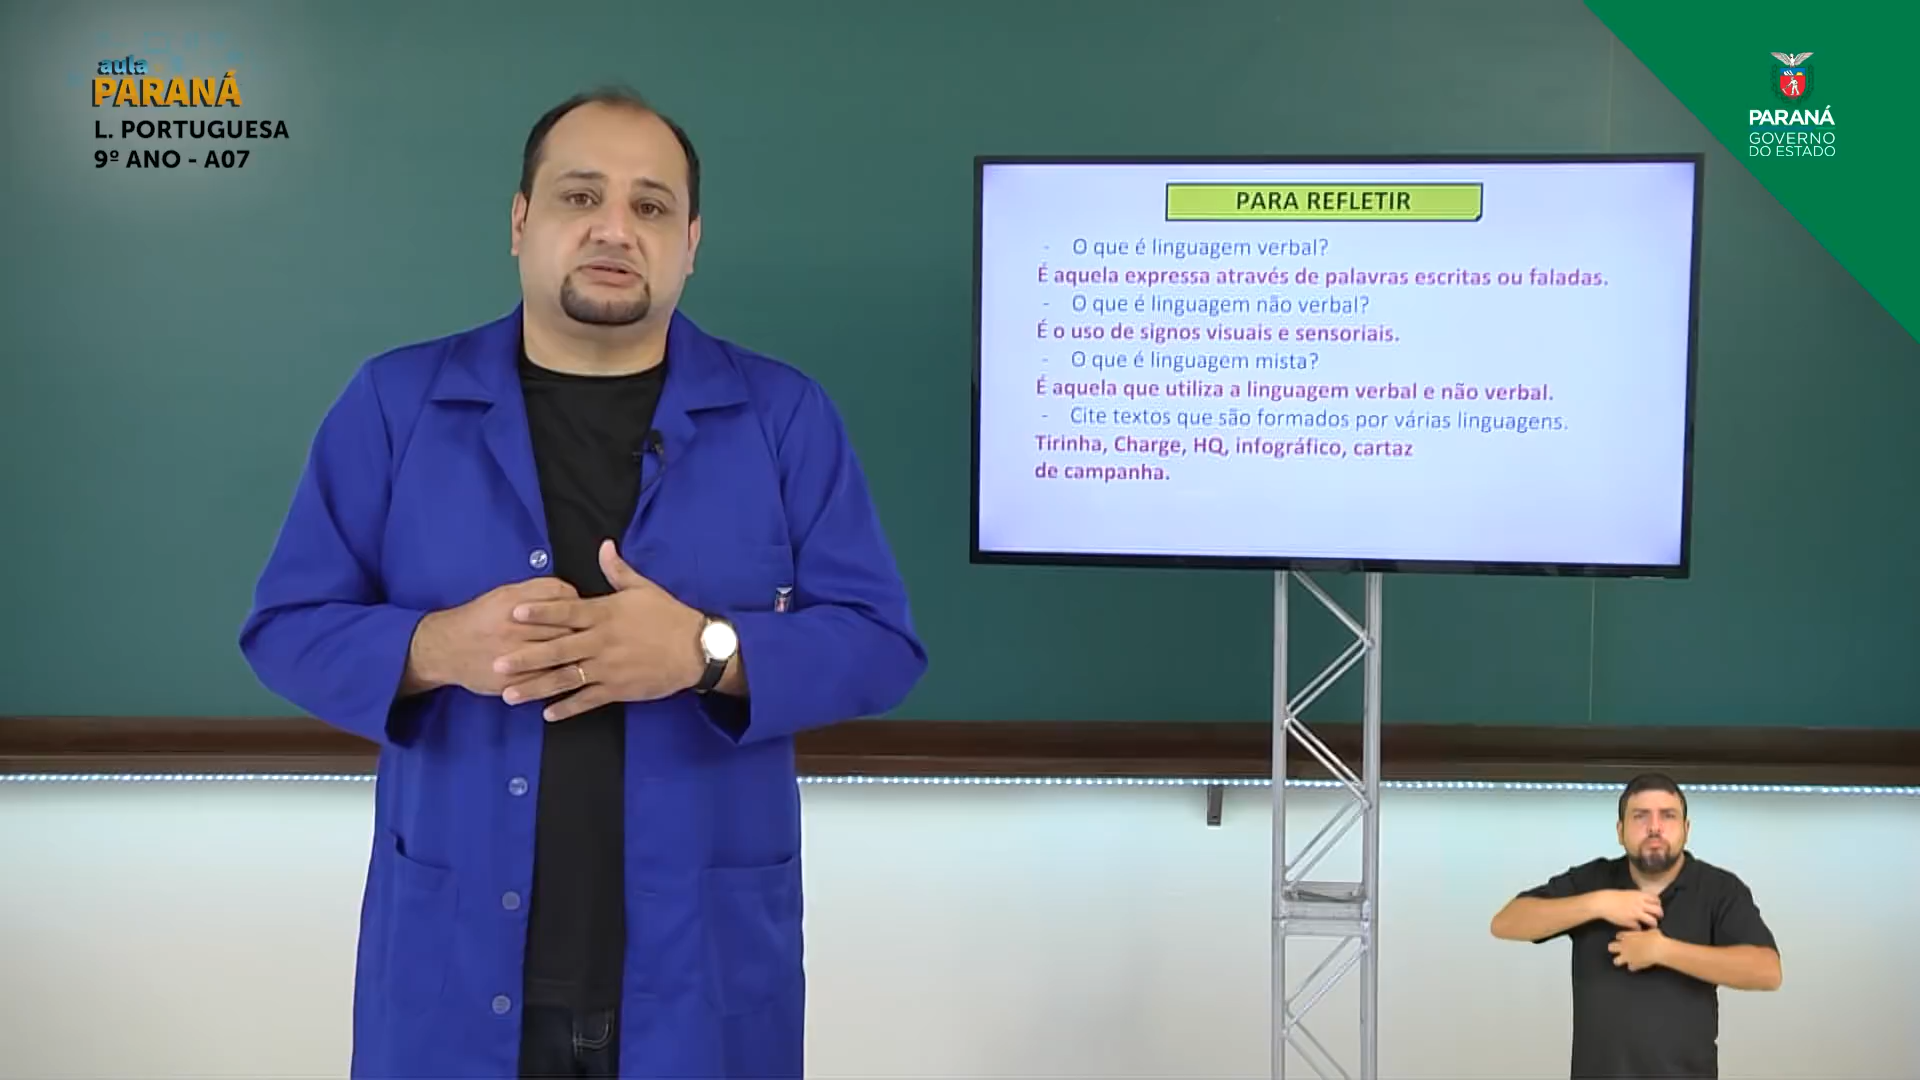 aula
PARANÁ
L. PORTUGUESA
9º ANO - A07
PARANÁ
GOVERNO
DO ESTADO
PARA REFLETIR
- O que é linguagem verbal?
É aquela expressa através de palavras escritas ou faladas.
- O que é linguagem não verbal?
É o uso de signos visuais e sensoriais.
- O que é linguagem mista?
É aquela que utiliza a linguagem verbal e não verbal.
- Cite textos que são formados por várias linguagens.
Tirinha, Charge, HQ, infográfico, cartaz
de campanha.